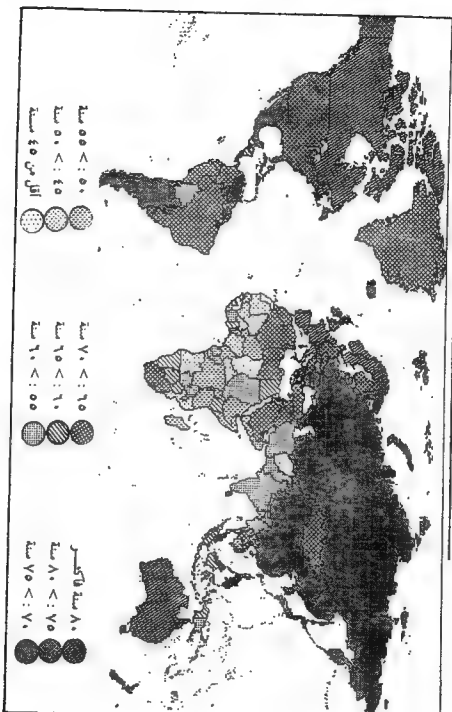 ٨٠ سنة فأكثر
٧٥ :> ٨٠ سنة
٧٠ :> ٧٥ سنة
٦٥ :> ٧٠ سنة
٦٠ :> ٦٥ سنة
٥٥ :> ٦٠ سنة
٥٠ :> ٥٥ سنة
٤٥ :> ٥٠ سنة
أقل من ٤٥ سنة